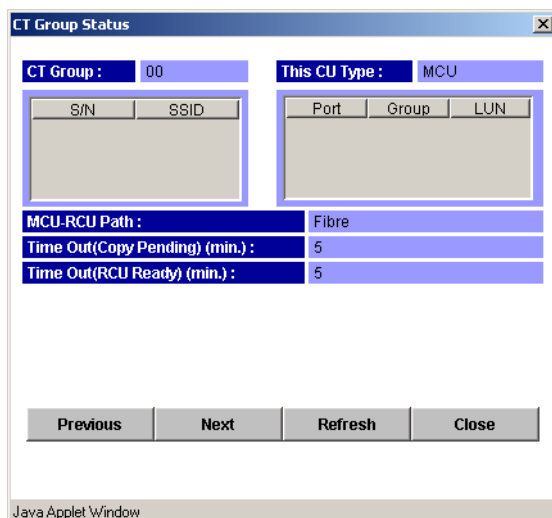 CT Group Status
CT Group : 00 This CU Type : MCU
S/N SSID Port Group LUN
MCU-RCU Path : Fibre
Time Out(Copy Pending) (min.) : 5
Time Out(RCU Ready) (min.) : 5
Previous Next Refresh Close
Java Applet Window